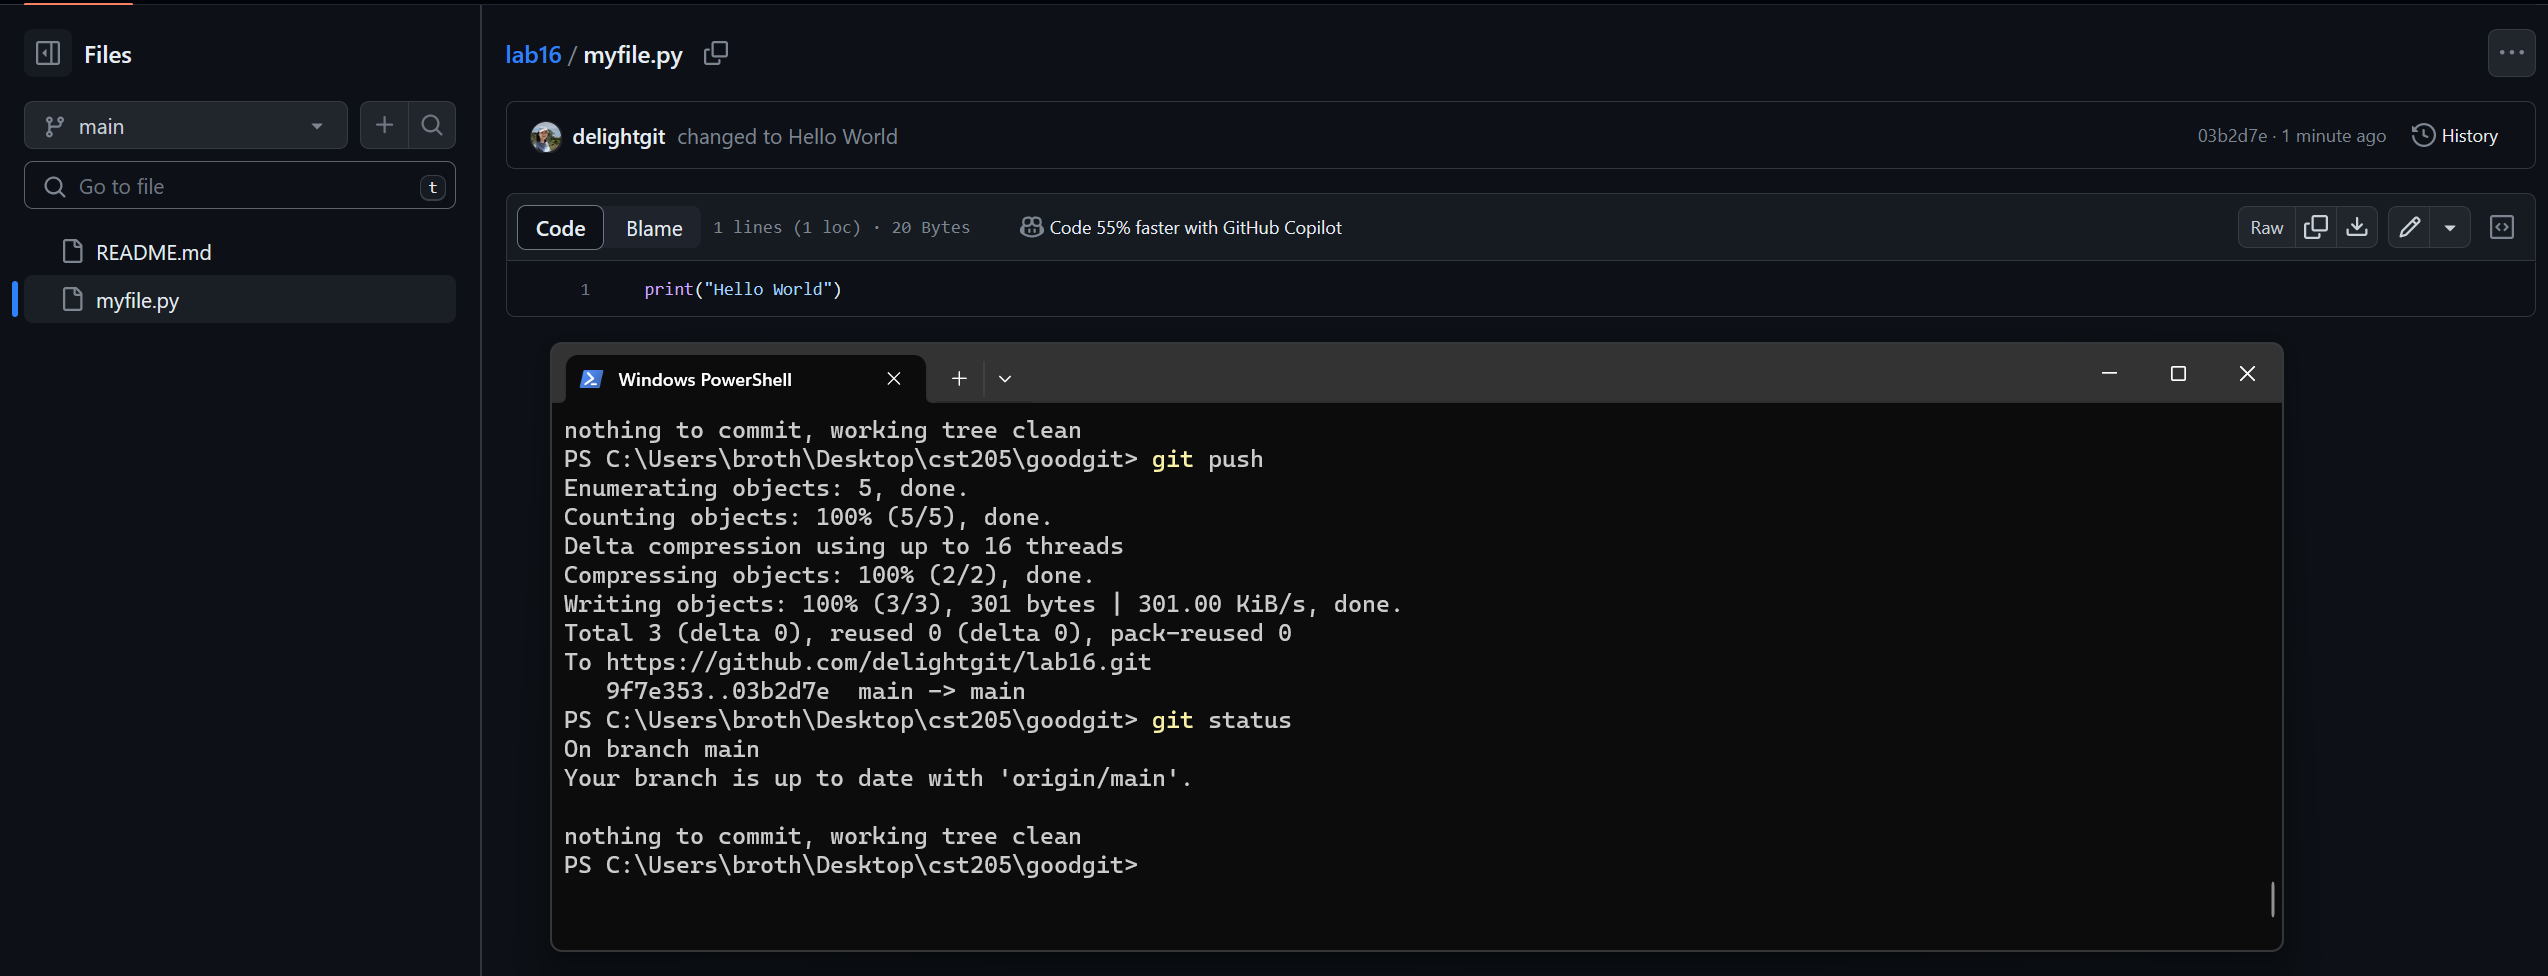 Files
main
Go to file t
README.md
myfile.py
lab16 / myfile.py
delightgit changed to Hello World 03b2d7e · 1 minute ago History
Code Blame 1 lines (1 loc) · 20 Bytes Code 55% faster with GitHub Copilot Raw
1 print("Hello World")
Windows PowerShell
nothing to commit, working tree clean
PS C:\Users\broth\Desktop\cst205\goodgit> git push
Enumerating objects: 5, done.
Counting objects: 100% (5/5), done.
Delta compression using up to 16 threads
Compressing objects: 100% (2/2), done.
Writing objects: 100% (3/3), 301 bytes | 301.00 KiB/s, done.
Total 3 (delta 0), reused 0 (delta 0), pack-reused 0
To https://github.com/delightgit/lab16.git
   9f7e353..03b2d7e  main -> main
PS C:\Users\broth\Desktop\cst205\goodgit> git status
On branch main
Your branch is up to date with 'origin/main'.
nothing to commit, working tree clean
PS C:\Users\broth\Desktop\cst205\goodgit>